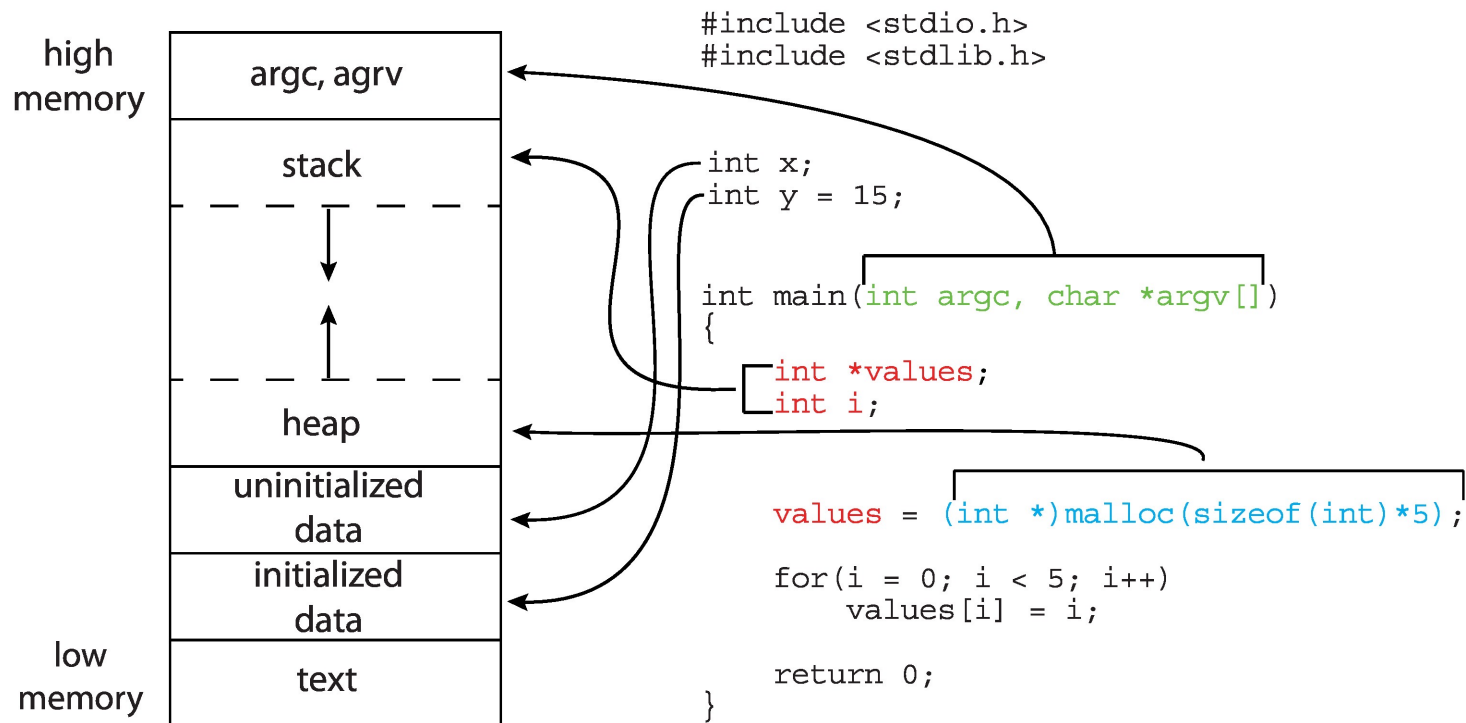 high
memory
argc, agrv
stack
heap
uninitialized
data
initialized
data
low
memory
text
#include <stdio.h>
#include <stdlib.h>
int x;
int y = 15;
int main(int argc, char *argv[])
{
int *values;
int i;
values = (int *)malloc(sizeof(int)*5);
for(i = 0; i < 5; i++)
values[i] = i;
return 0;
}